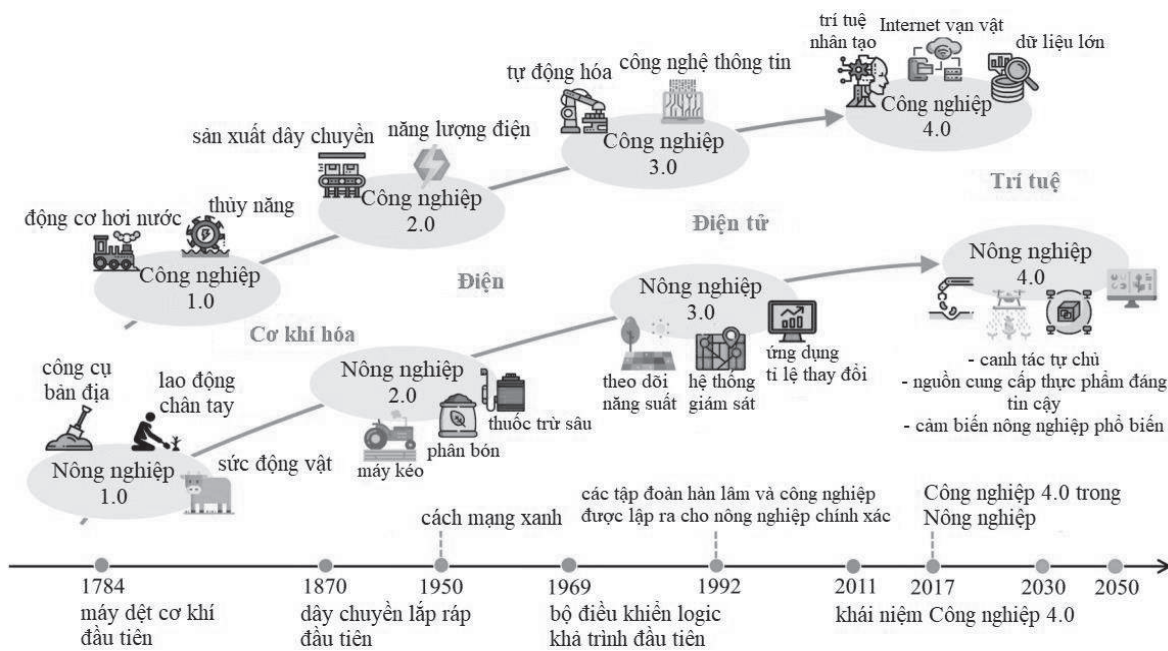 trí tuệ
nhân tạo
Internet vạn vật
dữ liệu lớn
Công nghiệp
4.0
tự động hóa
công nghệ thông tin
Công nghiệp
3.0
sản xuất dây chuyền
năng lượng điện
Công nghiệp
2.0
động cơ hơi nước
thủy năng
Công nghiệp
1.0
Cơ khí hóa
Điện
Điện tử
Trí tuệ
công cụ
bản địa
lao động
chân tay
Nông nghiệp
1.0
sức động vật
Nông nghiệp
2.0
máy kéo
phân bón
thuốc trừ sâu
Nông nghiệp
3.0
theo dõi
năng suất
hệ thống
giám sát
ứng dụng
tỉ lệ thay đổi
Nông nghiệp
4.0
- canh tác tự chủ
- nguồn cung cấp thực phẩm đáng
tin cậy
- cảm biến nông nghiệp phổ biến
cách mạng xanh
các tập đoàn hàn lâm và công nghiệp
được lập ra cho nông nghiệp chính xác
Công nghiệp 4.0 trong
Nông nghiệp
1784
1870
1950
1969
1992
2011
2017
2030
2050
máy dệt cơ khí
đầu tiên
dây chuyền lắp ráp
đầu tiên
bộ điều khiển logic
khả trình đầu tiên
khái niệm Công nghiệp 4.0